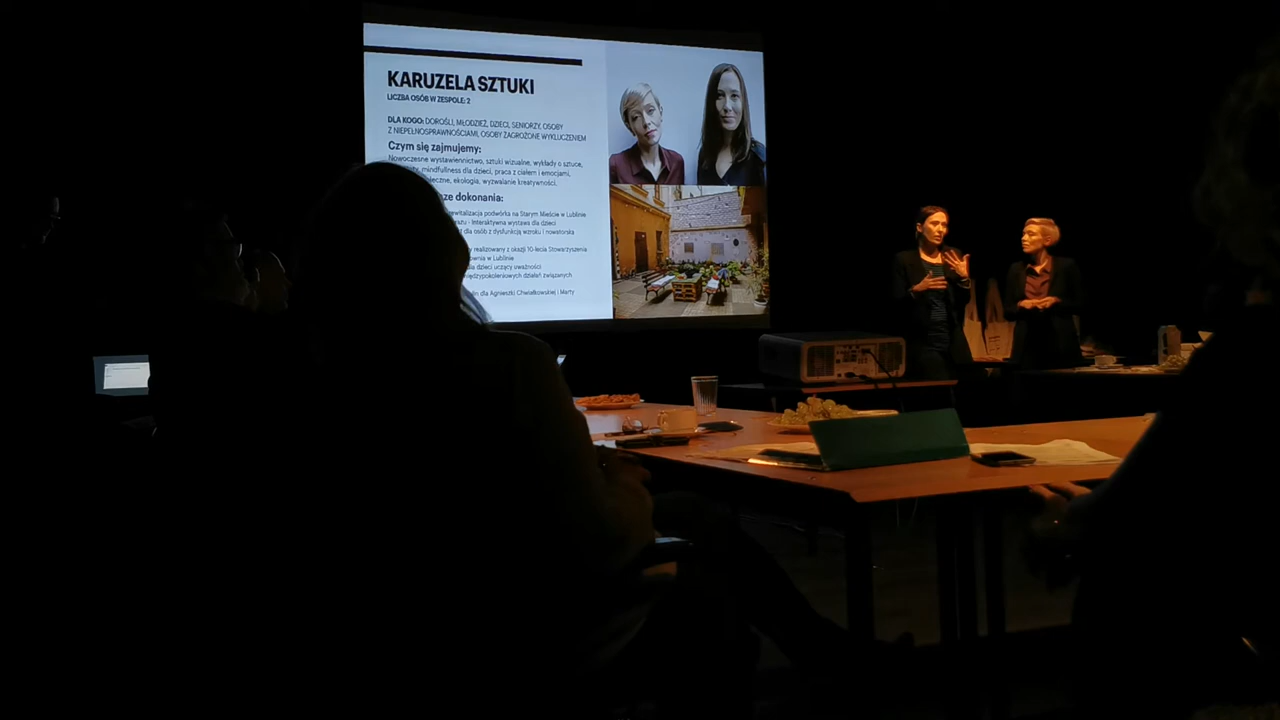 KARUZELA SZTUKI
LICZBA OSÓB W ZESPOLE: 2
DLA KOGO: DOROŚLI, MŁODZIEŻ, DZIECI, SENIORZY, OSOBY
Z NIEPEŁNOSPRAWNOŚCIAMI, OSOBY ZAGROŻONE WYKLUCZENIEM
Czym się zajmujemy:
Nowoczesne wystawiennictwo, sztuki wizualne, wykłady o sztuce,
mindfullness dla dzieci, praca z ciałem i emocjami,
ekologia, wyzwalanie kreatywności.
dokonania:
rewitalizacja podwórka na Starym Mieście w Lublinie
- Interaktywna wystawa dla dzieci
dla osób z dysfunkcją wzroku i nowatorska
realizowany z okazji 10-lecia Stowarzyszenia
w Lublinie
dzieci uczący uważności
międzypokoleniowych działań związanych
dla Agnieszki Chwiałkowskiej i Marty